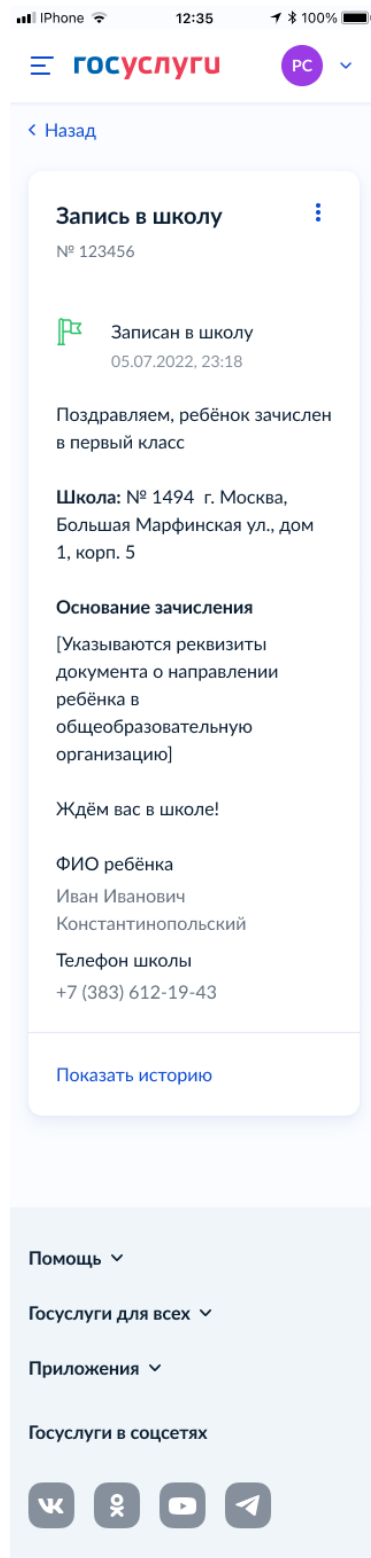 iPhone 12:35 100%
госуслуги РС
Назад
Запись в школу
№ 123456
Записан в школу
05.07.2022, 23:18
Поздравляем, ребёнок зачислен
в первый класс
Школа: № 1494 г. Москва,
Большая Марфинская ул., дом
1, корп. 5
Основание зачисления
[Указываются реквизиты
документа о направлении
ребёнка в
общеобразовательную
организацию]
Ждём вас в школе!
ФИО ребёнка
Иван Иванович
Константинопольский
Телефон школы
+7 (383) 612-19-43
Показать историю
Помощь
Госуслуги для всех
Приложения
Госуслуги в соцсетях